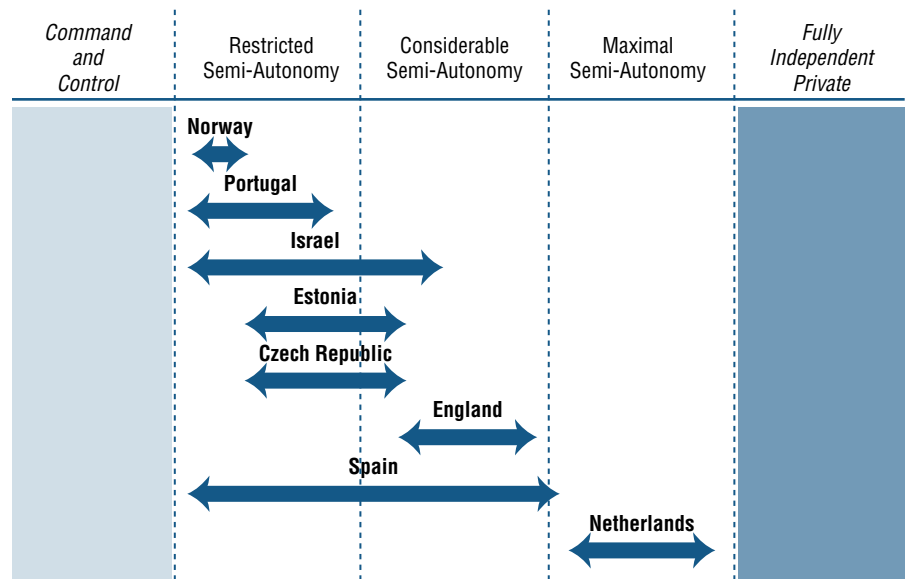 Command
and
Control
Restricted
Semi-Autonomy
Considerable
Semi-Autonomy
Maximal
Semi-Autonomy
Fully
Independent
Private
Norway
Portugal
Israel
Estonia
Czech Republic
England
Spain
Netherlands